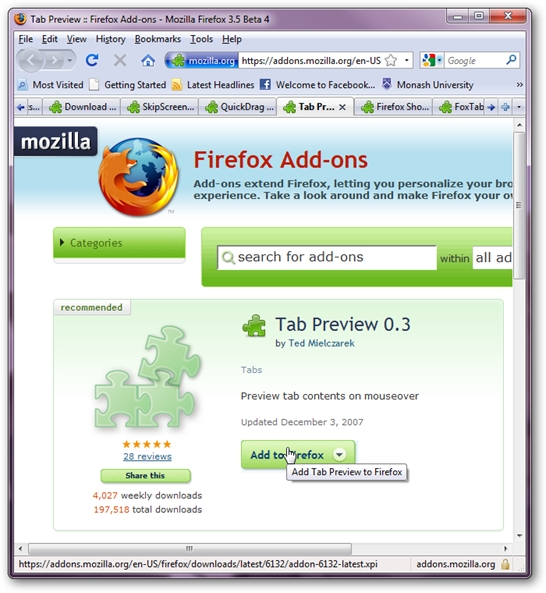 Tab Preview :: Firefox Add-ons - Mozilla Firefox 3.5 Beta 4
File Edit View History Bookmarks Tools Help
mozilla.org https://addons.mozilla.org/en-US Google
Most Visited Getting Started Latest Headlines Welcome to Facebook... Monash University
s... Download ... SkipScreen... QuickDrag ... Tab Pr... Firefox Sho... FoxTab
mozilla
Firefox Add-ons
Add-ons extend Firefox, letting you personalize your bro
experience. Take a look around and make Firefox your ow
Categories
search for add-ons within all ad
recommended
Tab Preview 0.3
by Ted Mielczarek
Tabs
Preview tab contents on mouseover
Updated December 3, 2007
28 reviews
Add to Firefox
Share this
Add Tab Preview to Firefox
4,027 weekly downloads
197,518 total downloads
https://addons.mozilla.org/en-US/firefox/downloads/latest/6132/addon-6132-latest.xpi addons.mozilla.org